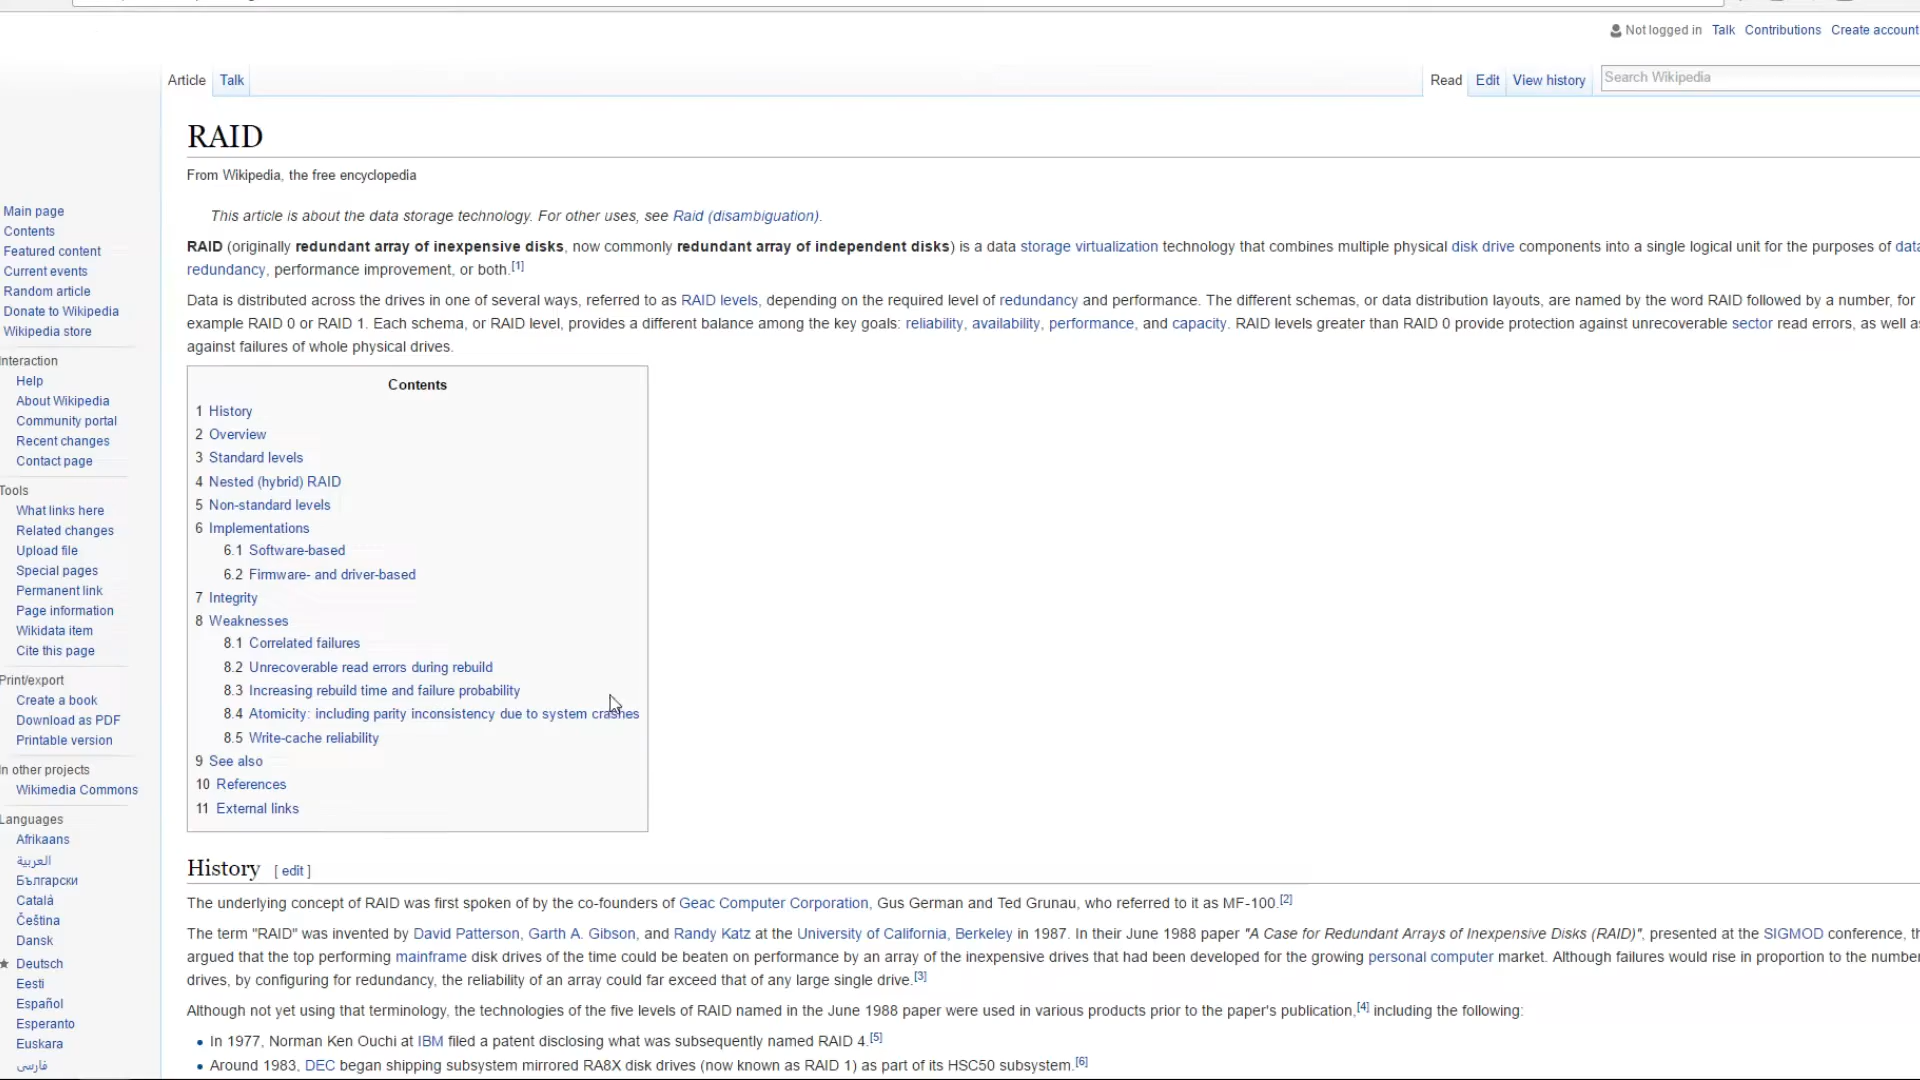 Not logged in Talk Contributions Create account
Article Talk Read Edit View history Search Wikipedia
RAID
From Wikipedia, the free encyclopedia
This article is about the data storage technology. For other uses, see Raid (disambiguation).
RAID (originally redundant array of inexpensive disks, now commonly redundant array of independent disks) is a data storage virtualization technology that combines multiple physical disk drive components into a single logical unit for the purposes of data
redundancy, performance improvement, or both.[1]
Data is distributed across the drives in one of several ways, referred to as RAID levels, depending on the required level of redundancy and performance. The different schemas, or data distribution layouts, are named by the word RAID followed by a number, for
example RAID 0 or RAID 1. Each schema, or RAID level, provides a different balance among the key goals: reliability, availability, performance, and capacity. RAID levels greater than RAID 0 provide protection against unrecoverable sector read errors, as well as
against failures of whole physical drives.
Contents
1 History
2 Overview
3 Standard levels
4 Nested (hybrid) RAID
5 Non-standard levels
6 Implementations
6.1 Software-based
6.2 Firmware- and driver-based
7 Integrity
8 Weaknesses
8.1 Correlated failures
8.2 Unrecoverable read errors during rebuild
8.3 Increasing rebuild time and failure probability
8.4 Atomicity: including parity inconsistency due to system crashes
8.5 Write-cache reliability
9 See also
10 References
11 External links
History [ edit ]
The underlying concept of RAID was first spoken of by the co-founders of Geac Computer Corporation, Gus German and Ted Grunau, who referred to it as MF-100.[2]
The term "RAID" was invented by David Patterson, Garth A. Gibson, and Randy Katz at the University of California, Berkeley in 1987. In their June 1988 paper "A Case for Redundant Arrays of Inexpensive Disks (RAID)", presented at the SIGMOD conference,
argued that the top performing mainframe disk drives of the time could be beaten on performance by an array of the inexpensive drives that had been developed for the growing personal computer market. Although failures would rise in proportion to the number
drives, by configuring for redundancy, the reliability of an array could far exceed that of any large single drive.[3]
Although not yet using that terminology, the technologies of the five levels of RAID named in the June 1988 paper were used in various products prior to the paper's publication,[4] including the following:
• In 1977, Norman Ken Ouchi at IBM filed a patent disclosing what was subsequently named RAID 4.[5]
• Around 1983, DEC began shipping subsystem mirrored RA8X disk drives (now known as RAID 1) as part of its HSC50 subsystem.[6]
Main page
Contents
Featured content
Current events
Random article
Donate to Wikipedia
Wikipedia store
Interaction
Help
About Wikipedia
Community portal
Recent changes
Contact page
Tools
What links here
Related changes
Upload file
Special pages
Permanent link
Page information
Wikidata item
Cite this page
Print/export
Create a book
Download as PDF
Printable version
In other projects
Wikimedia Commons
Languages
Afrikaans
العربية
Български
Català
Čeština
Dansk
Deutsch
Eesti
Español
Esperanto
Euskara
فارسی